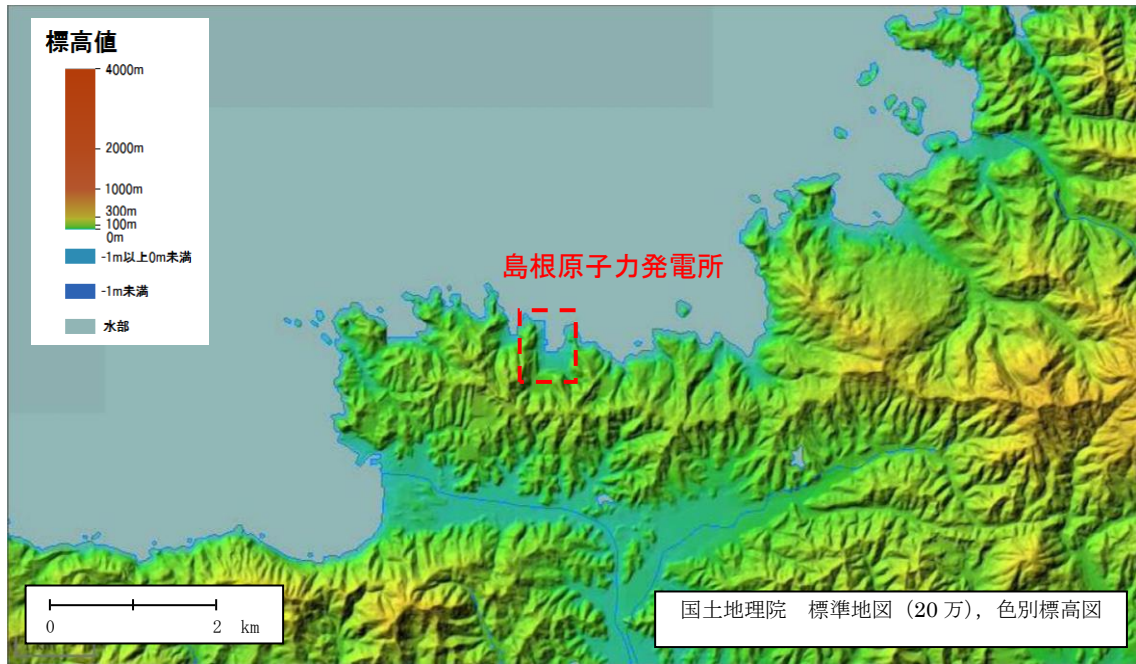 標高値
4000m
2000m
1000m
300m
100m
0m
-1m以上0m未満
-1m未満
水部
島根原子力発電所
0 2 km
国土地理院 標準地図（20万），色別標高図